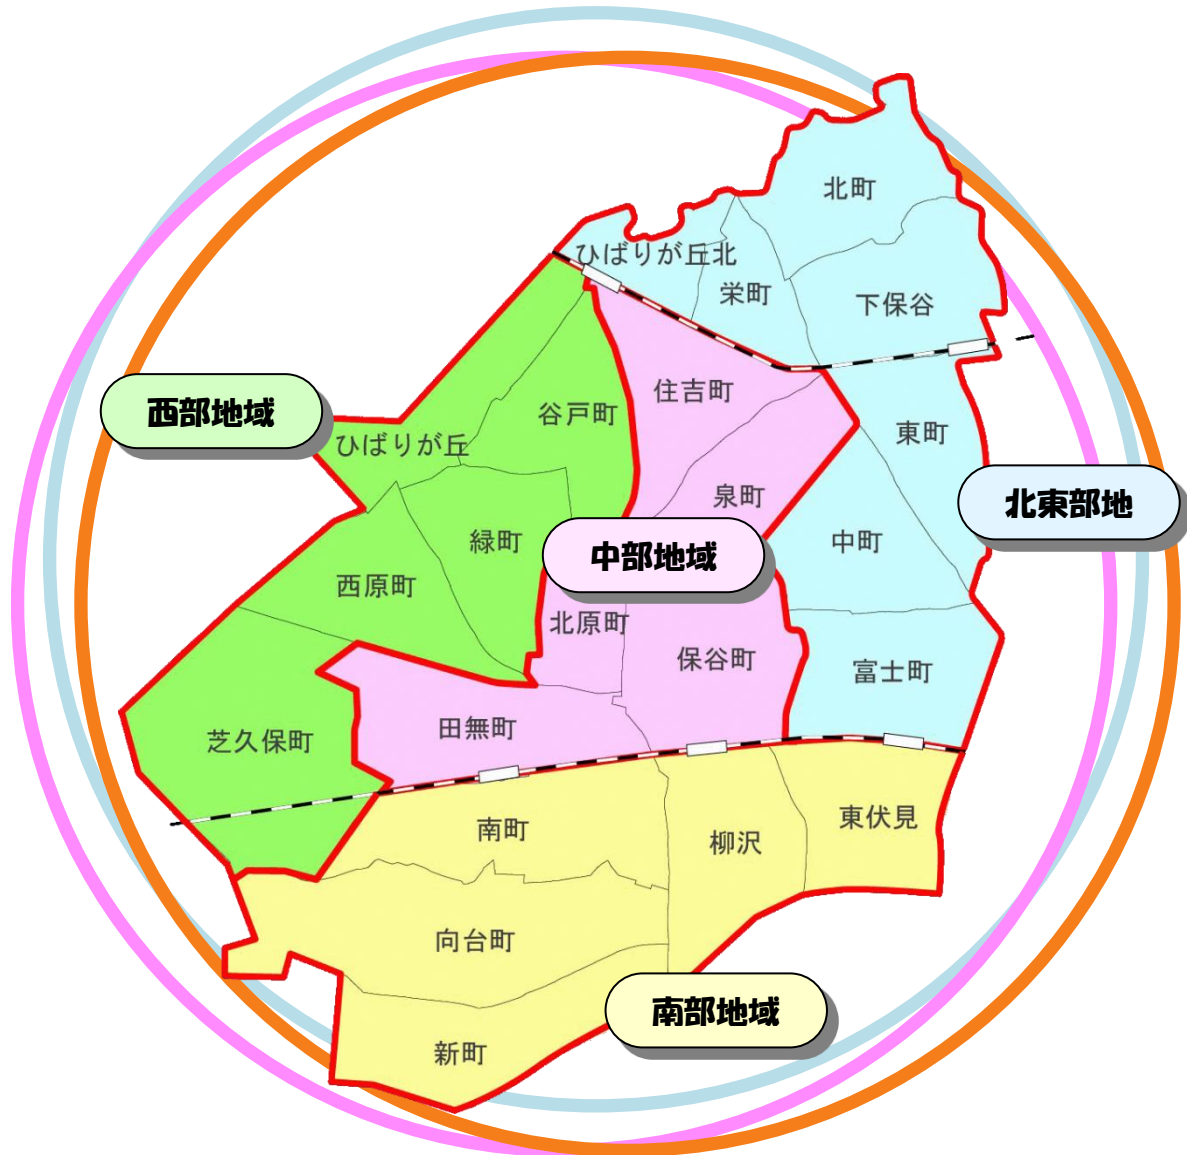 北町
ひばりが丘北
栄町
下保谷
西部地域
住吉町
谷戸町
ひばりが丘
東町
泉町
北東部地
緑町
中町
中部地域
西原町
北原町
保谷町
富士町
田無町
芝久保町
南町
東伏見
柳沢
向台町
南部地域
新町